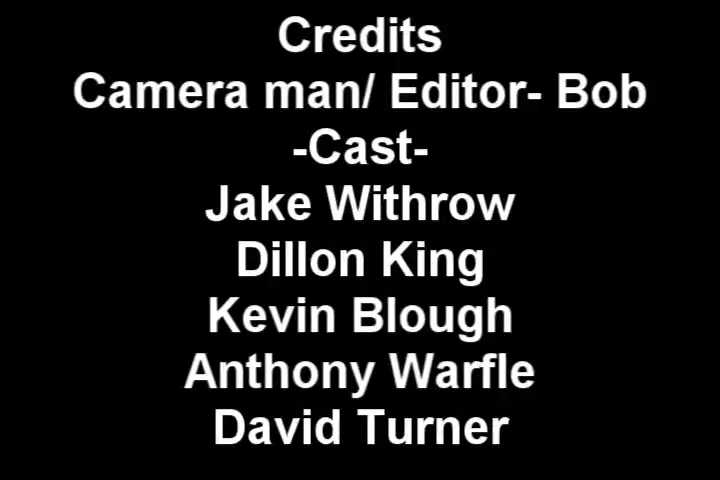 Credits
Camera man/ Editor- Bob
-Cast-
Jake Withrow
Dillon King
Kevin Blough
Anthony Warfle
David Turner